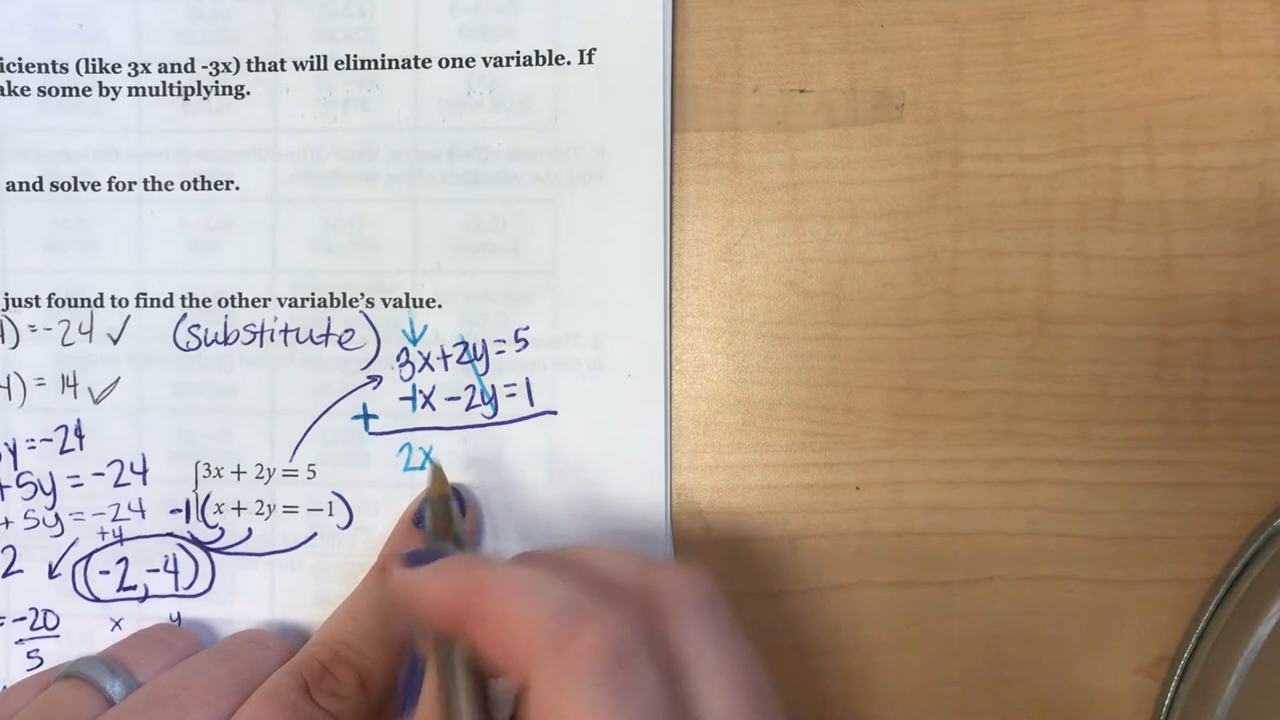 icients (like 3x and -3x) that will eliminate one variable. If
ake some by multiplying.
and solve for the other.
just found to find the other variable's value.
) = -24 ✓ (substitute)
3x+2y=5
4) = 14 ✓
-1x -2y=1
+
y = -24
2x
+5y = -24
3x + 2y = 5
+5y = -24
-1(x + 2y = −1)
+4
2 (-2,-4)
= -20
x y
5